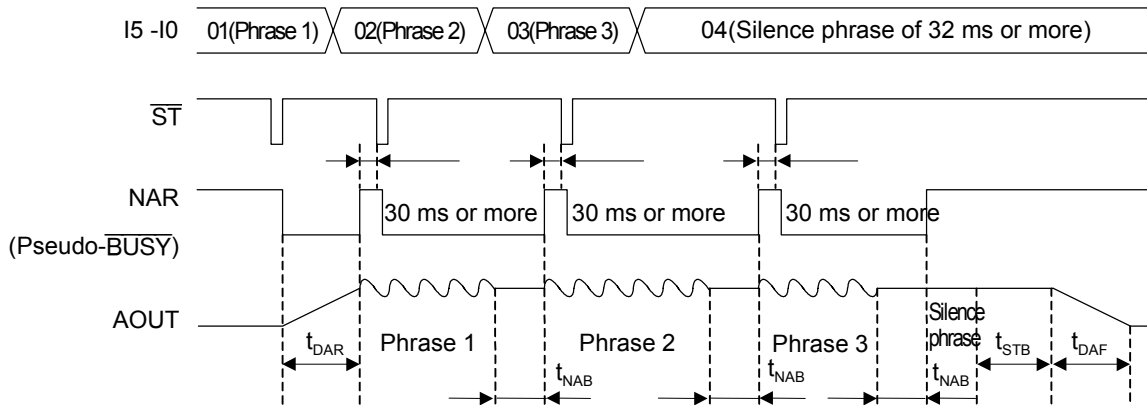 I5 -I0 01(Phrase 1) 02(Phrase 2) 03(Phrase 3) 04(Silence phrase of 32 ms or more)
ST
NAR
30 ms or more 30 ms or more 30 ms or more
(Pseudo-BUSY)
AOUT
Silence
phrase
tDAR Phrase 1 Phrase 2 Phrase 3 tSTB tDAF
tNAB tNAB tNAB